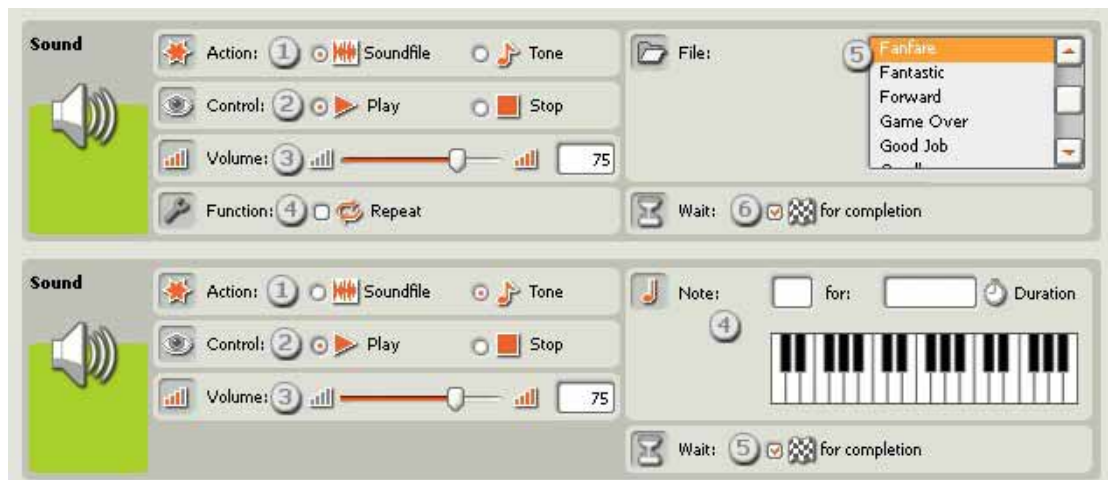 Sound
Action: 1 Soundfile Tone
Control: 2 Play Stop
Volume: 3 75
Function: 4 Repeat
File: 5
Fanfare
Fantastic
Forward
Game Over
Good Job
Wait: 6 for completion
Sound
Action: 1 Soundfile Tone
Control: 2 Play Stop
Volume: 3 75
Note: for: Duration
4
Wait: 5 for completion